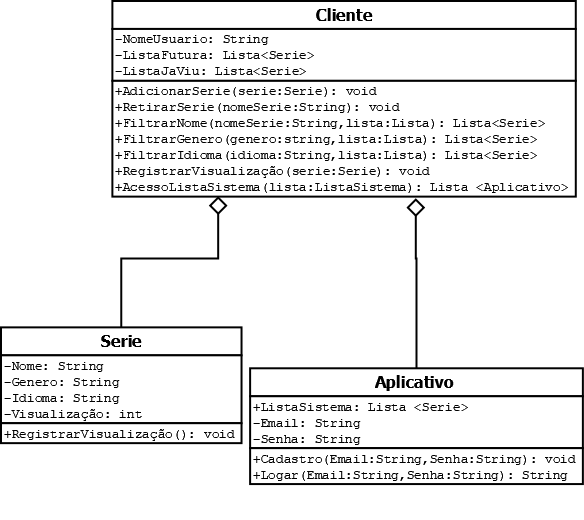 Cliente
-NomeUsuario: String
-ListaFutura: Lista<Serie>
-ListaJaViu: Lista<Serie>
+AdicionarSerie(serie:Serie): void
+RetirarSerie(nomeSerie:String): void
+FiltrarNome(nomeSerie:String,lista:Lista): Lista<Serie>
+FiltrarGenero(genero:string,lista:Lista): Lista<Serie>
+FiltrarIdioma(idioma:String,lista:Lista): Lista<Serie>
+RegistrarVisualização(serie:Serie): void
+AcessoListaSistema(lista:ListaSistema): Lista <Aplicativo>
Serie
-Nome: String
-Genero: String
-Idioma: String
-Visualização: int
+RegistrarVisualização(): void
Aplicativo
+ListaSistema: Lista <Serie>
-Email: String
-Senha: String
+Cadastro(Email:String,Senha:String): void
+Logar(Email:String,Senha:String): String